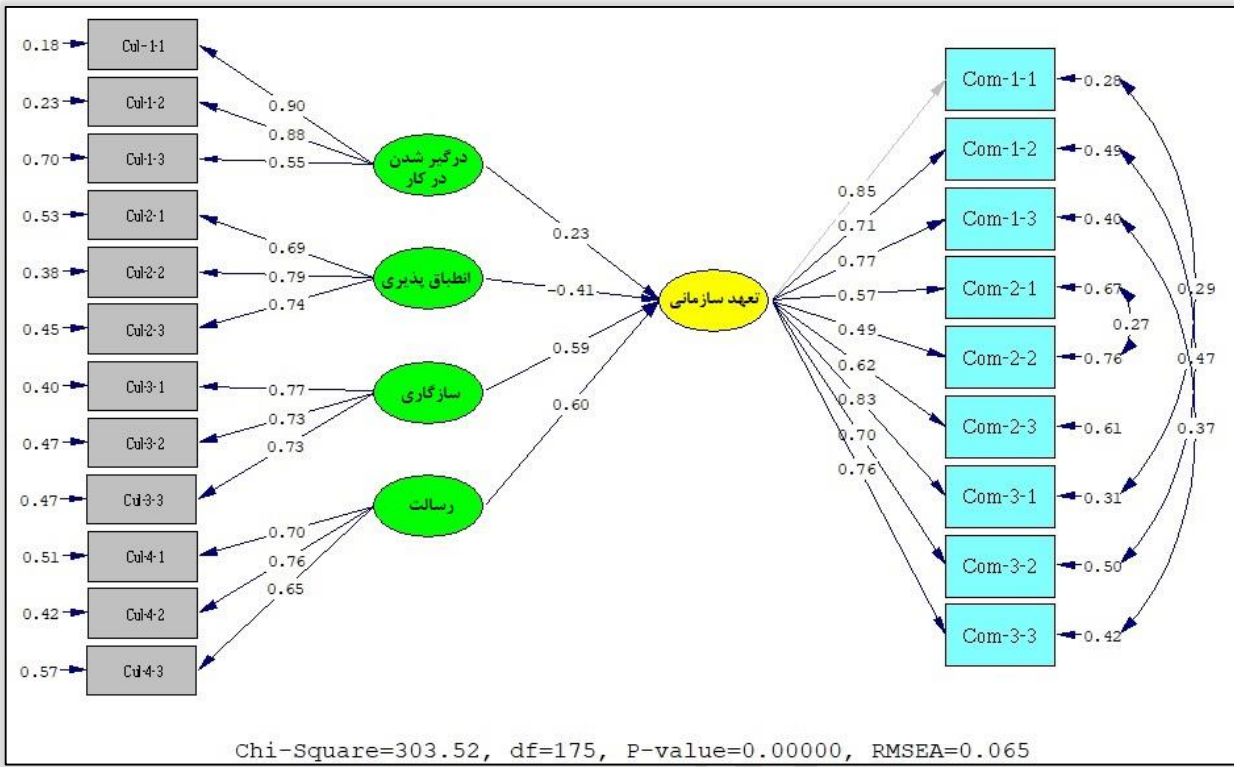 0.18
Cul-1-1
0.23
Cul-1-2
0.70
Cul-1-3
0.53
Cul-2-1
0.38
Cul-2-2
0.45
Cul-2-3
0.40
Cul-3-1
0.47
Cul-3-2
0.47
Cul-3-3
0.51
Cul-4-1
0.42
Cul-4-2
0.57
Cul-4-3
0.90
0.88
0.55
0.69
0.79
0.74
0.77
0.73
0.73
0.70
0.76
0.65
درگیر شدن
در کار
انطباق پذیری
سازگاری
رسالت
0.23
-0.41
0.59
0.60
تعهد سازمانی
0.85
0.71
0.77
0.57
0.49
0.62
0.83
0.70
0.76
Com-1-1
0.28
Com-1-2
0.49
Com-1-3
0.40
Com-2-1
0.67
Com-2-2
0.76
Com-2-3
0.61
Com-3-1
0.31
Com-3-2
0.50
Com-3-3
0.42
0.29
0.27
0.47
0.37
Chi-Square=303.52, df=175, P-value=0.00000, RMSEA=0.065